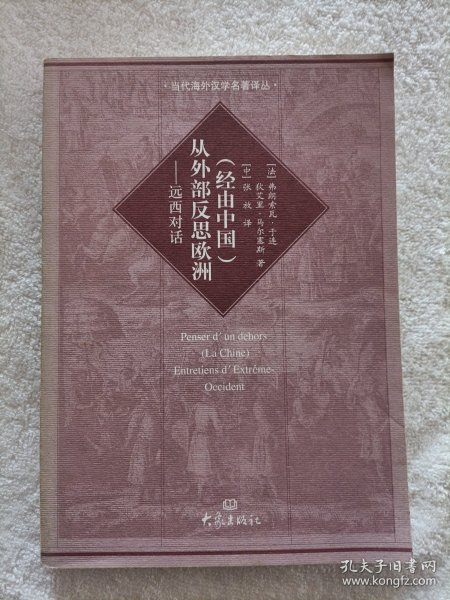 ·当代海外汉学名著译丛·
（经由中国）
从外部反思欧洲
——远西对话
[法] 弗朗索瓦·于连
狄艾里·马尔塞斯 著
[中] 张放 译
Penser d' un dehors
(La Chine)
Entretiens d' Extrême-
Occident
大象出版社
孔夫子旧书网
www.kongfz.com